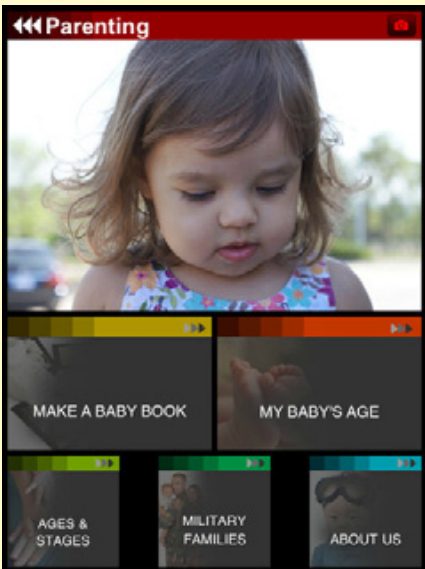 Parenting
MAKE A BABY BOOK
MY BABY'S AGE
AGES &
STAGES
MILITARY
FAMILIES
ABOUT US